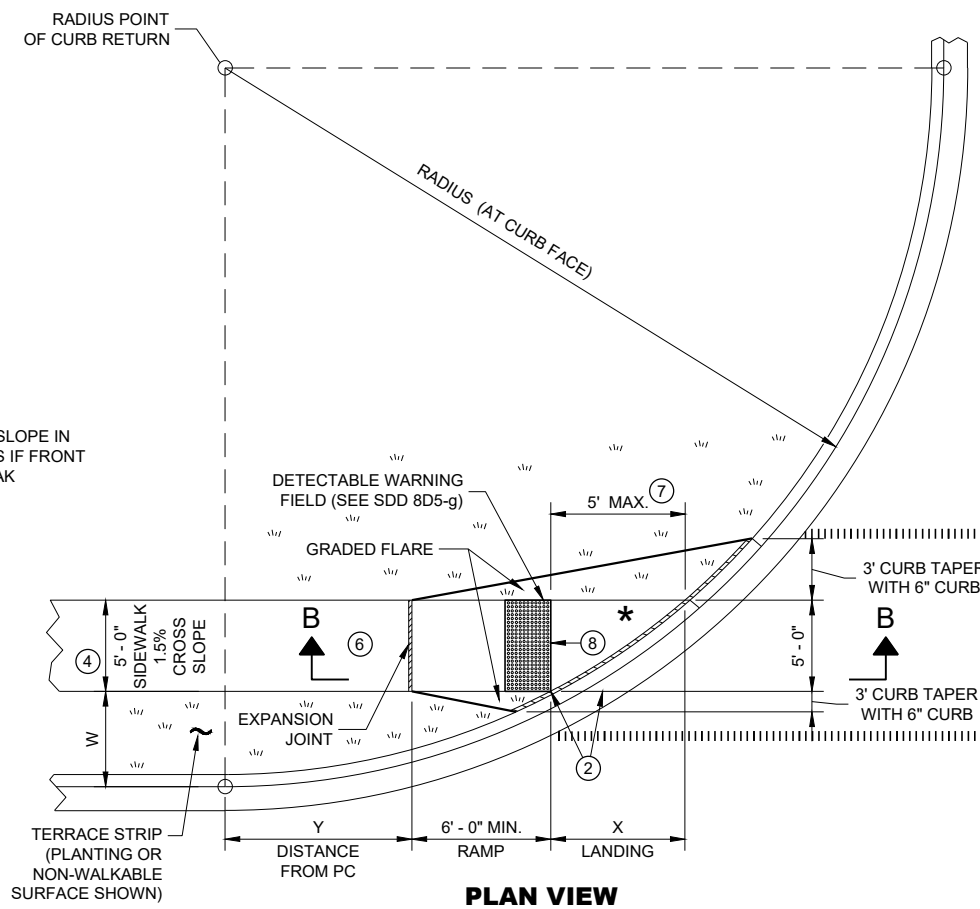 RADIUS POINT
OF CURB RETURN
RADIUS (AT CURB FACE)
SLOPE IN
S IF FRONT
AK
DETECTABLE WARNING
FIELD (SEE SDD 8D5-g)
5' MAX.
7
GRADED FLARE
3' CURB TAPER
WITH 6" CURB
4
5' - 0"
SIDEWALK
1.5%
CROSS
SLOPE
B
6
*
8
5' - 0"
B
3' CURB TAPER
WITH 6" CURB
W
EXPANSION
JOINT
2
TERRACE STRIP
(PLANTING OR
NON-WALKABLE
SURFACE SHOWN)
Y
DISTANCE
FROM PC
6' - 0" MIN.
RAMP
X
LANDING
PLAN VIEW